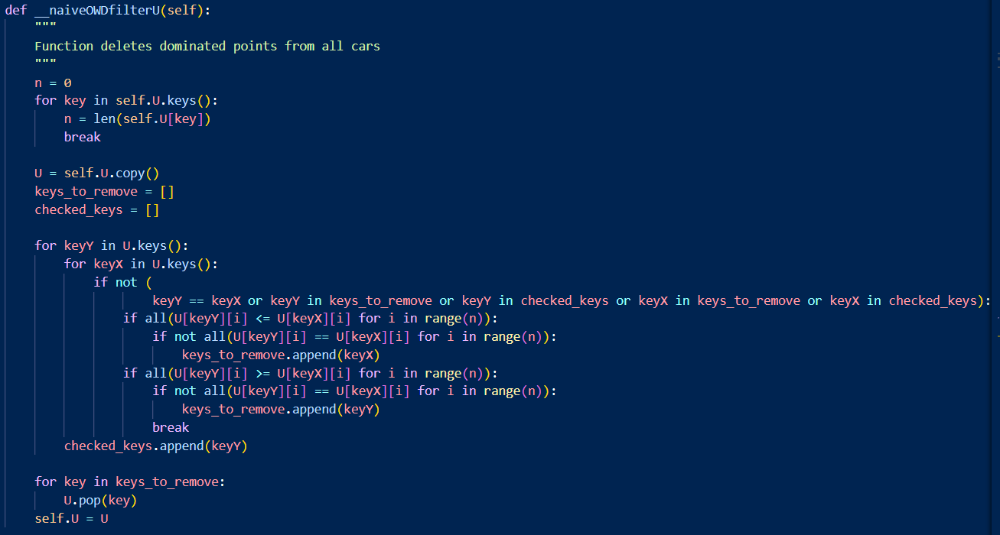 def __naiveOWDfilterU(self):
    """
    Function deletes dominated points from all cars
    """
    n = 0
    for key in self.U.keys():
        n = len(self.U[key])
        break

    U = self.U.copy()
    keys_to_remove = []
    checked_keys = []

    for keyY in U.keys():
        for keyX in U.keys():
            if not (
                    keyY == keyX or keyY in keys_to_remove or keyY in checked_keys or keyX in keys_to_remove or keyX in checked_keys):
                if all(U[keyY][i] <= U[keyX][i] for i in range(n)):
                    if not all(U[keyY][i] == U[keyX][i] for i in range(n)):
                        keys_to_remove.append(keyX)
                if all(U[keyY][i] >= U[keyX][i] for i in range(n)):
                    if not all(U[keyY][i] == U[keyX][i] for i in range(n)):
                        keys_to_remove.append(keyY)
                    break
        checked_keys.append(keyY)

    for key in keys_to_remove:
        U.pop(key)
    self.U = U